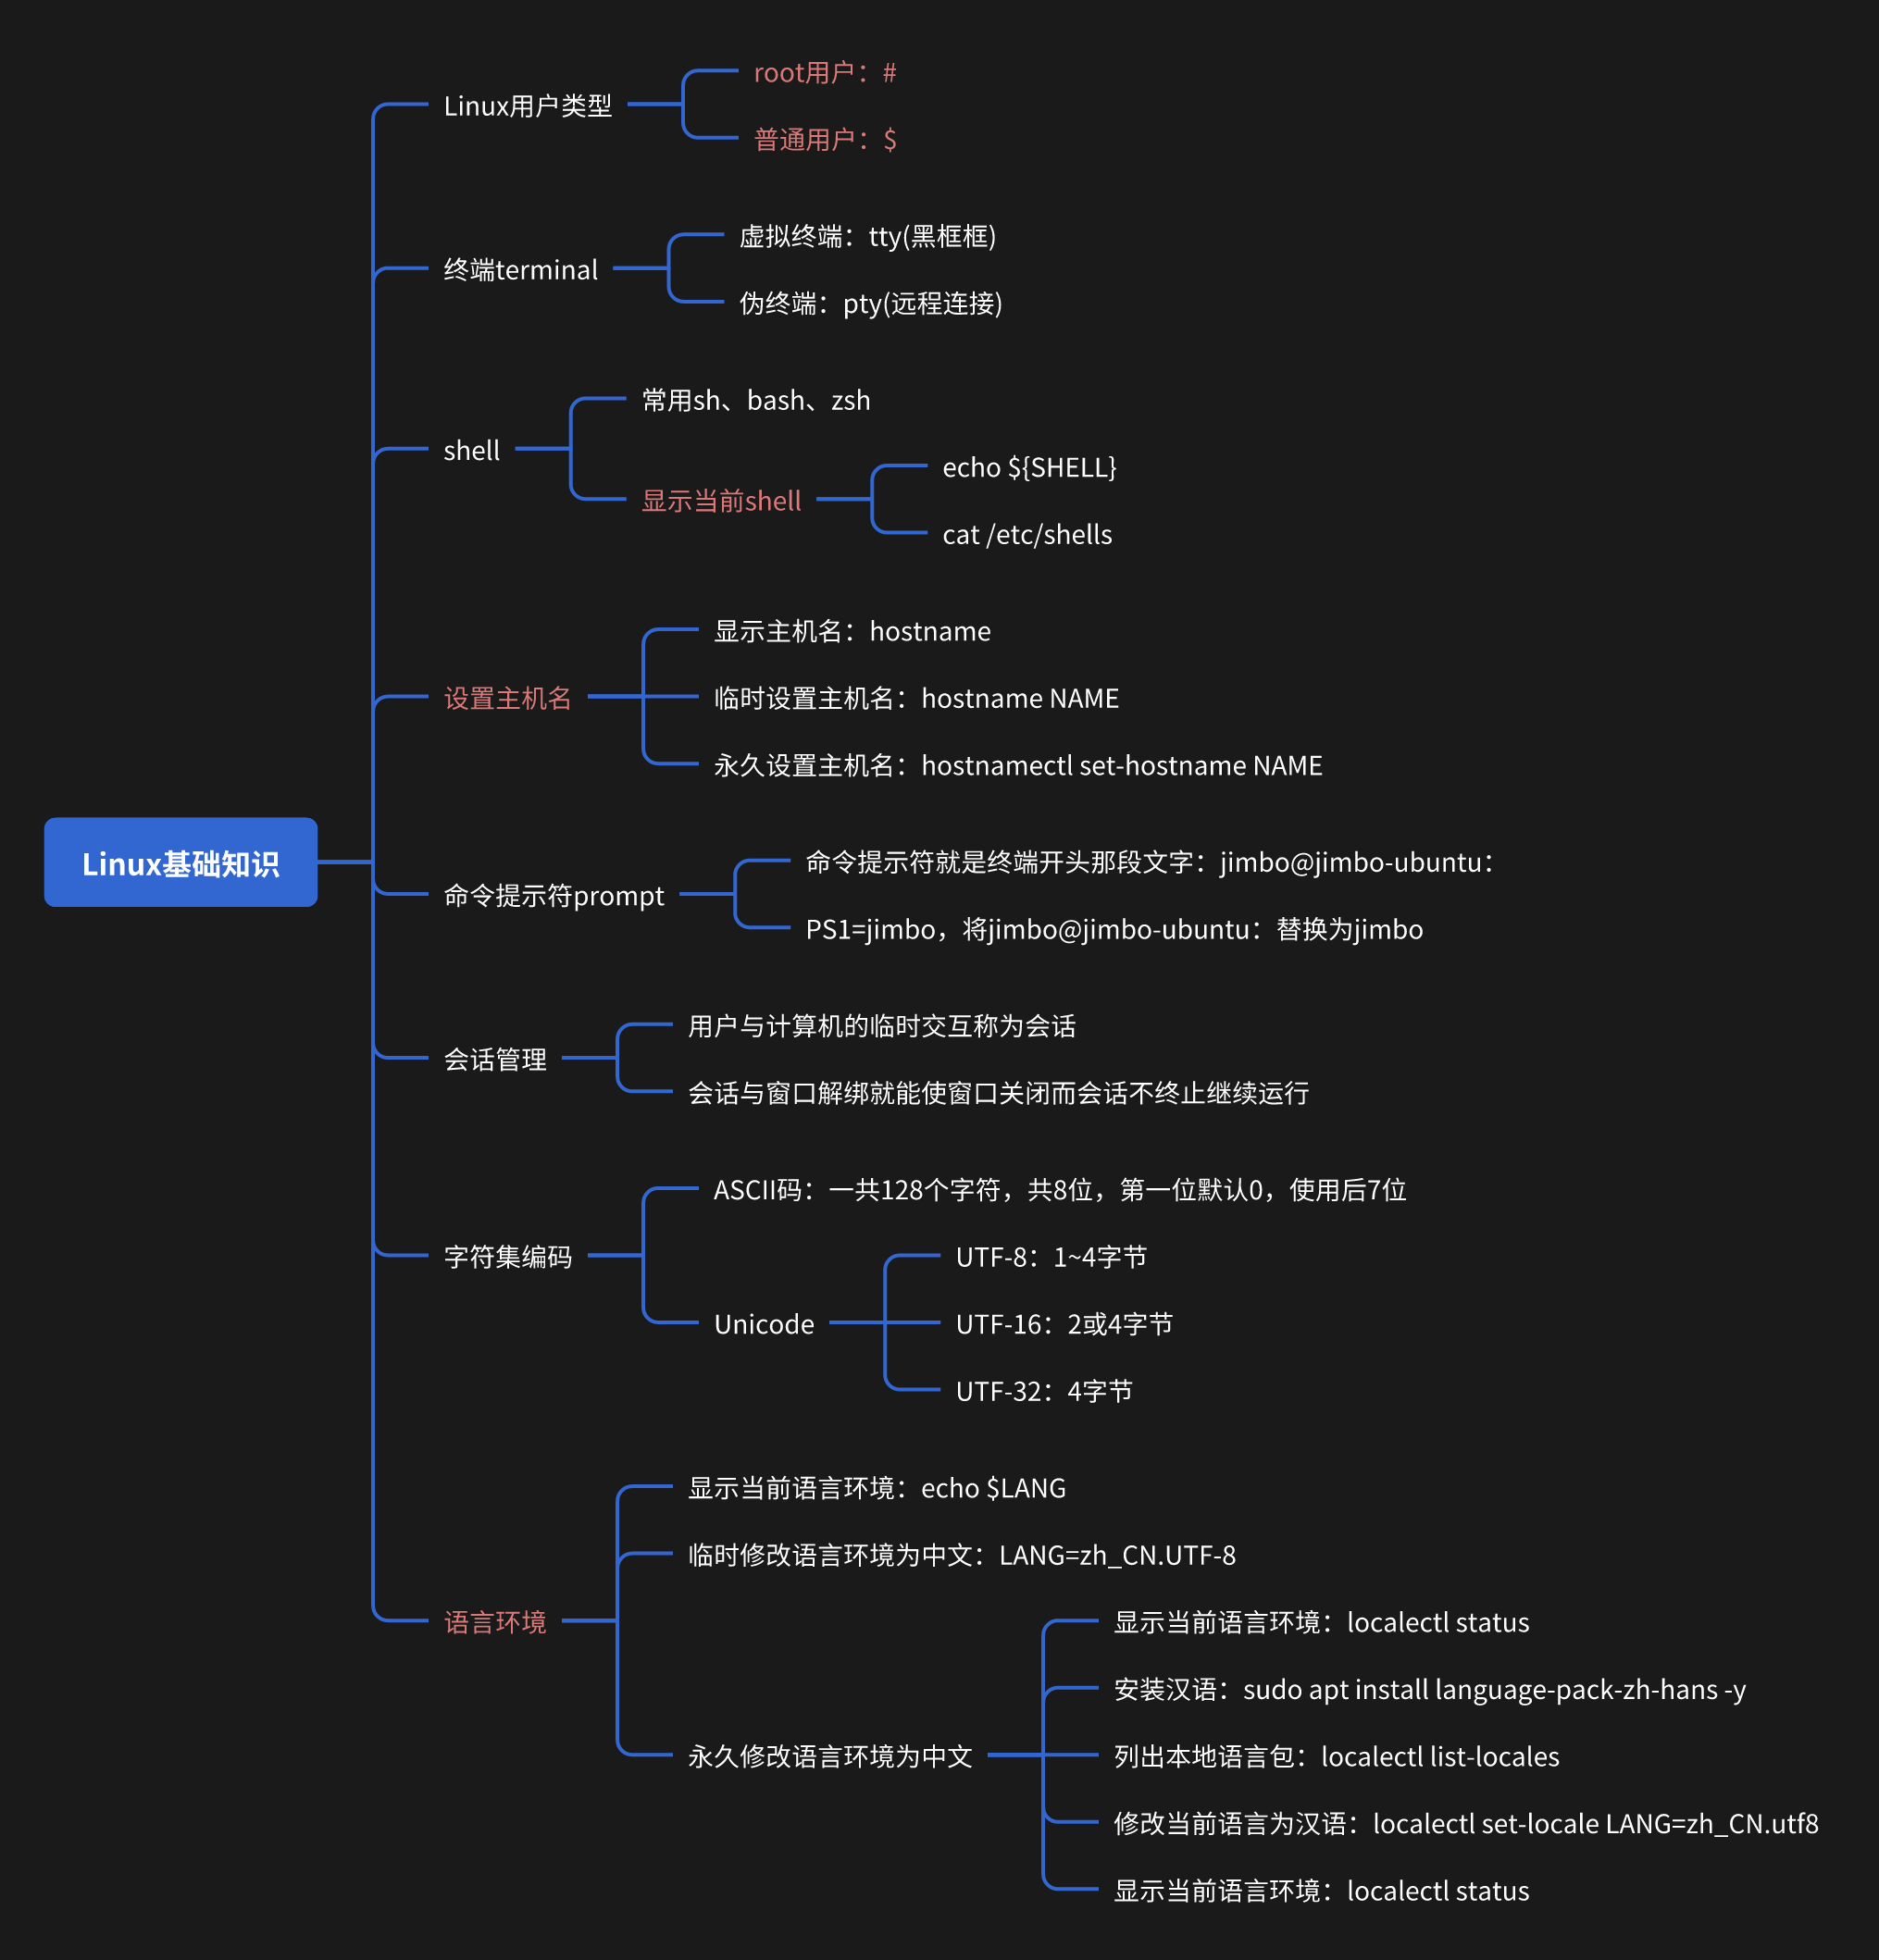 Linux基础知识
Linux用户类型
root用户：#
普通用户：$
终端terminal
虚拟终端：tty(黑框框)
伪终端：pty(远程连接)
shell
常用sh、bash、zsh
显示当前shell
echo ${SHELL}
cat /etc/shells
设置主机名
显示主机名：hostname
临时设置主机名：hostname NAME
永久设置主机名：hostnamectl set-hostname NAME
命令提示符prompt
命令提示符就是终端开头那段文字：jimbo@jimbo-ubuntu：
PS1=jimbo，将jimbo@jimbo-ubuntu：替换为jimbo
会话管理
用户与计算机的临时交互称为会话
会话与窗口解绑就能使窗口关闭而会话不终止继续运行
字符集编码
ASCII码：一共128个字符，共8位，第一位默认0，使用后7位
Unicode
UTF-8：1~4字节
UTF-16：2或4字节
UTF-32：4字节
语言环境
显示当前语言环境：echo $LANG
临时修改语言环境为中文：LANG=zh_CN.UTF-8
永久修改语言环境为中文
显示当前语言环境：localectl status
安装汉语：sudo apt install language-pack-zh-hans -y
列出本地语言包：localectl list-locales
修改当前语言为汉语：localectl set-locale LANG=zh_CN.utf8
显示当前语言环境：localectl status